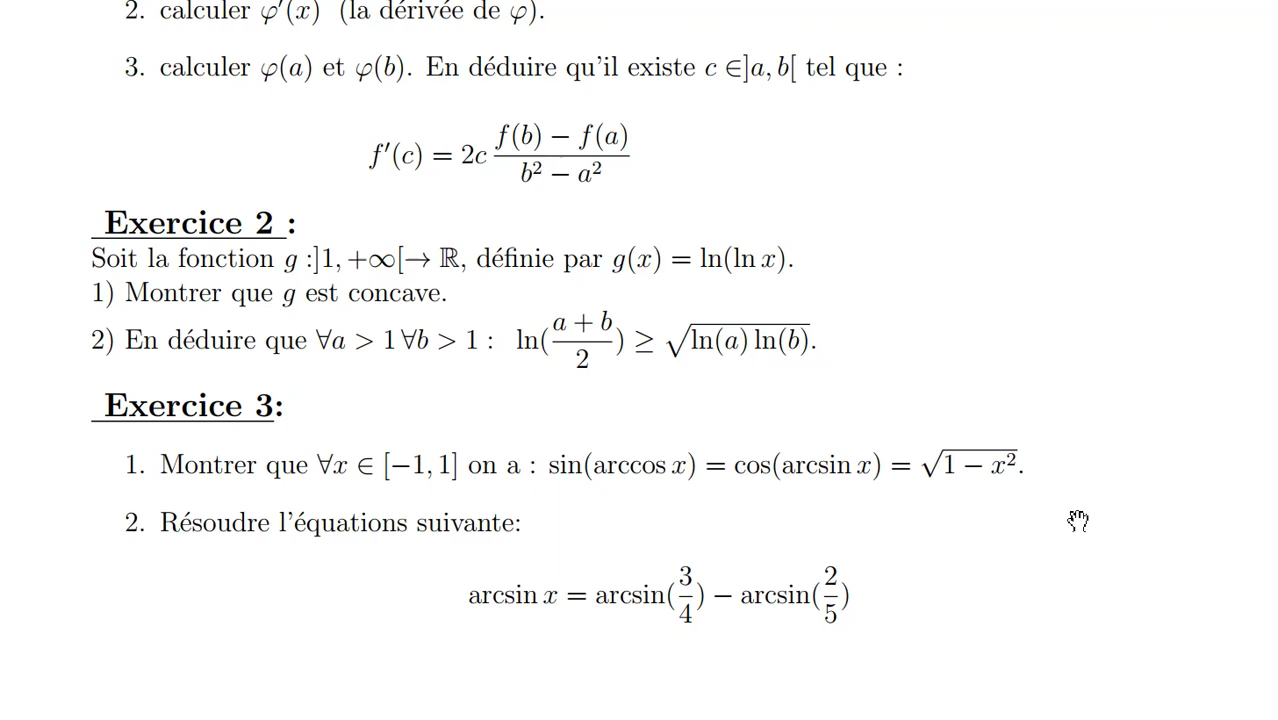 2. calculer φ′(x) (la dérivée de φ).
3. calculer φ(a) et φ(b). En déduire qu'il existe c ∈]a, b[ tel que :
f′(c) = 2c (f(b) − f(a))/(b² − a²)
Exercice 2 :
Soit la fonction g :]1, +∞[→ ℝ, définie par g(x) = ln(ln x).
1) Montrer que g est concave.
2) En déduire que ∀a > 1 ∀b > 1 : ln((a + b)/2) ≥ √(ln(a) ln(b)).
Exercice 3:
1. Montrer que ∀x ∈ [−1, 1] on a : sin(arccos x) = cos(arcsin x) = √(1 − x²).
2. Résoudre l'équations suivante:
arcsin x = arcsin(3/4) − arcsin(2/5)